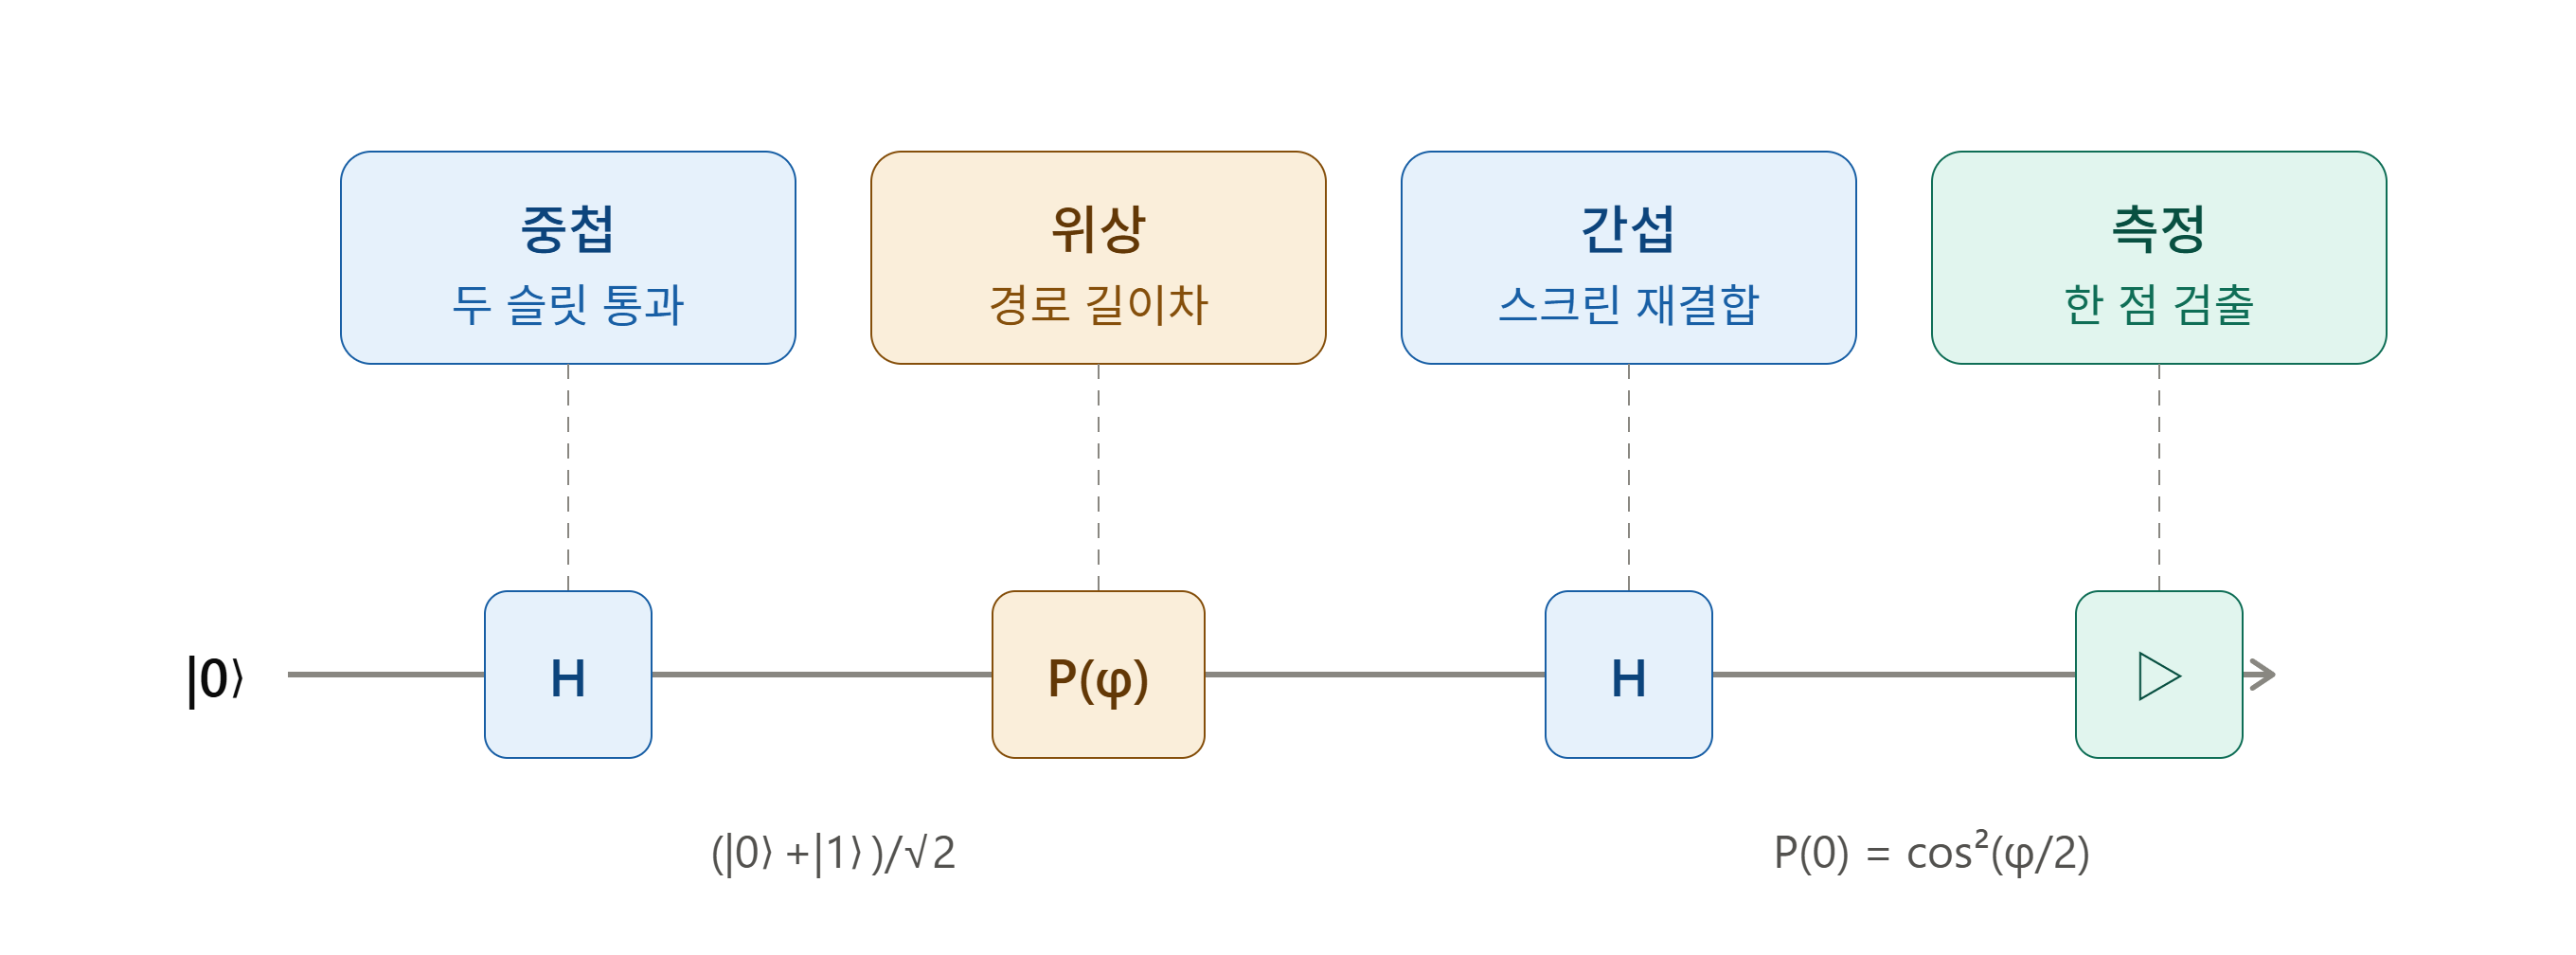 중첩
두 슬릿 통과
위상
경로 길이차
간섭
스크린 재결합
측정
한 점 검출
|0⟩
H
P(φ)
H
(|0⟩+|1⟩)/√2
P(0) = cos²(φ/2)